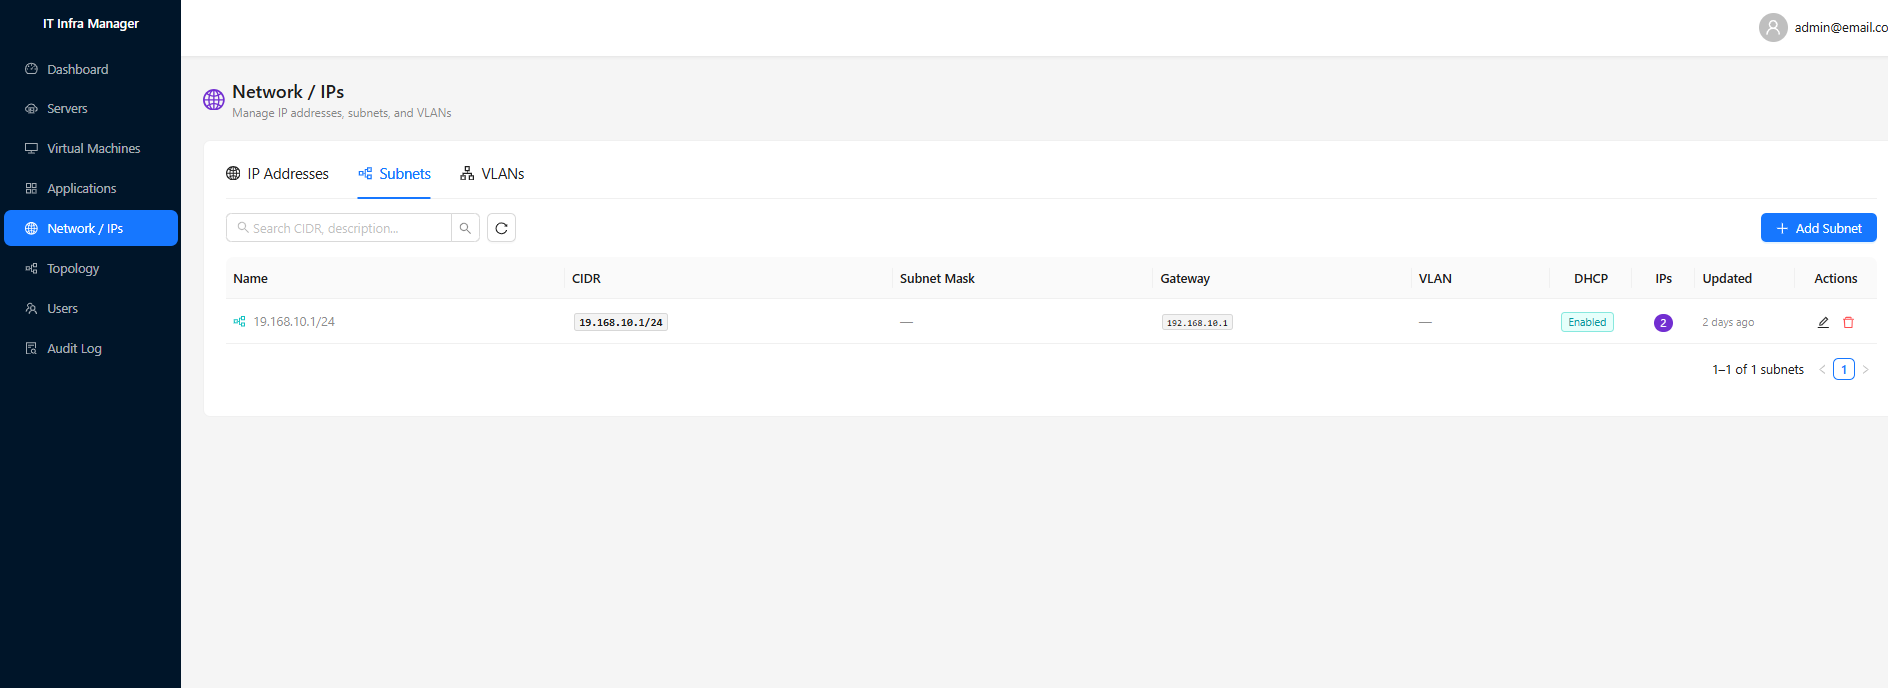 IT Infra Manager
admin@email.co
Dashboard
Servers
Virtual Machines
Applications
Network / IPs
Topology
Users
Audit Log
Network / IPs
Manage IP addresses, subnets, and VLANs
IP Addresses Subnets VLANs
Search CIDR, description...
+ Add Subnet
Name CIDR Subnet Mask Gateway VLAN DHCP IPs Updated Actions
19.168.10.1/24 19.168.10.1/24 — 192.168.10.1 — Enabled 2 2 days ago
1–1 of 1 subnets < 1 >